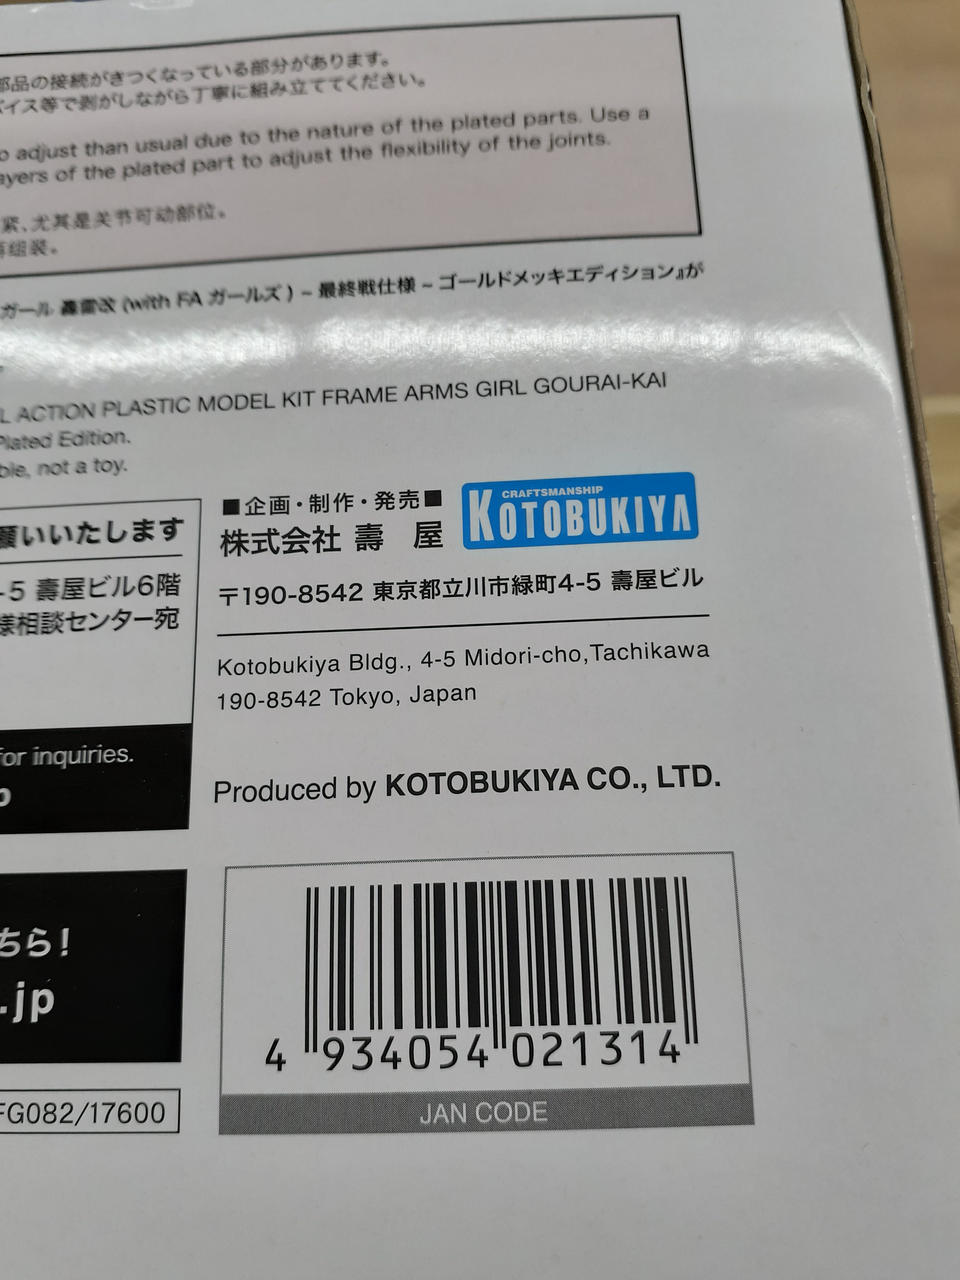 部品の接続がきつくなっている部分があります。
イス等で剥がしながら丁寧に組み立ててください。
o adjust than usual due to the nature of the plated parts. Use a
ayers of the plated part to adjust the flexibility of the joints.
紧、尤其是关节可动部位。
组装。
ガール 轟雷改 (with FA ガールズ) ~ 最終戦仕様 ~ ゴールドメッキエディション』が
L ACTION PLASTIC MODEL KIT FRAME ARMS GIRL GOURAI-KAI
Plated Edition.
ble, not a toy.
願いいたします
-5 壽屋ビル6階
様相談センター宛
for inquiries.
p
ちら!
.jp
FG082/17600
■企画・制作・発売■
株式会社 壽 屋
CRAFTSMANSHIP
KOTOBUKIYA
〒190-8542 東京都立川市緑町4-5 壽屋ビル
Kotobukiya Bldg., 4-5 Midori-cho,Tachikawa
190-8542 Tokyo, Japan
Produced by KOTOBUKIYA CO., LTD.
4 934054 021314
JAN CODE